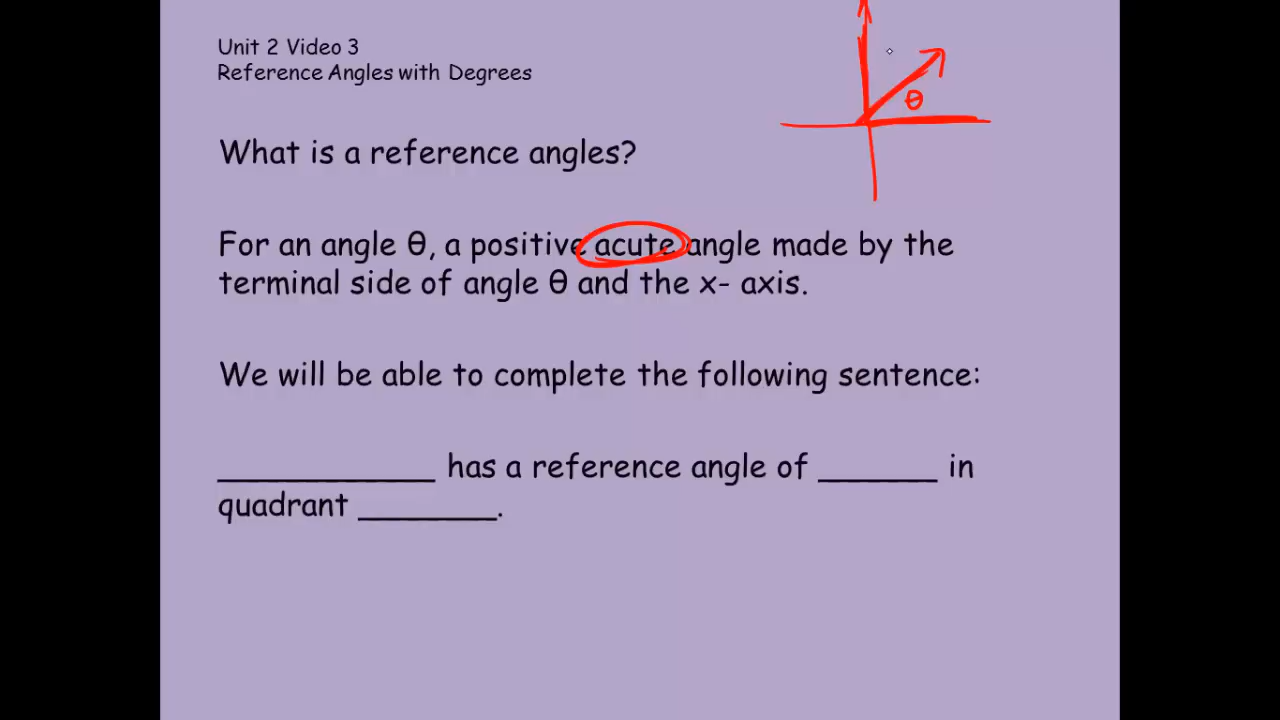 Unit 2 Video 3
Reference Angles with Degrees
θ
What is a reference angles?
For an angle θ, a positive acute angle made by the
terminal side of angle θ and the x- axis.
We will be able to complete the following sentence:
____________ has a reference angle of _______ in
quadrant ________.